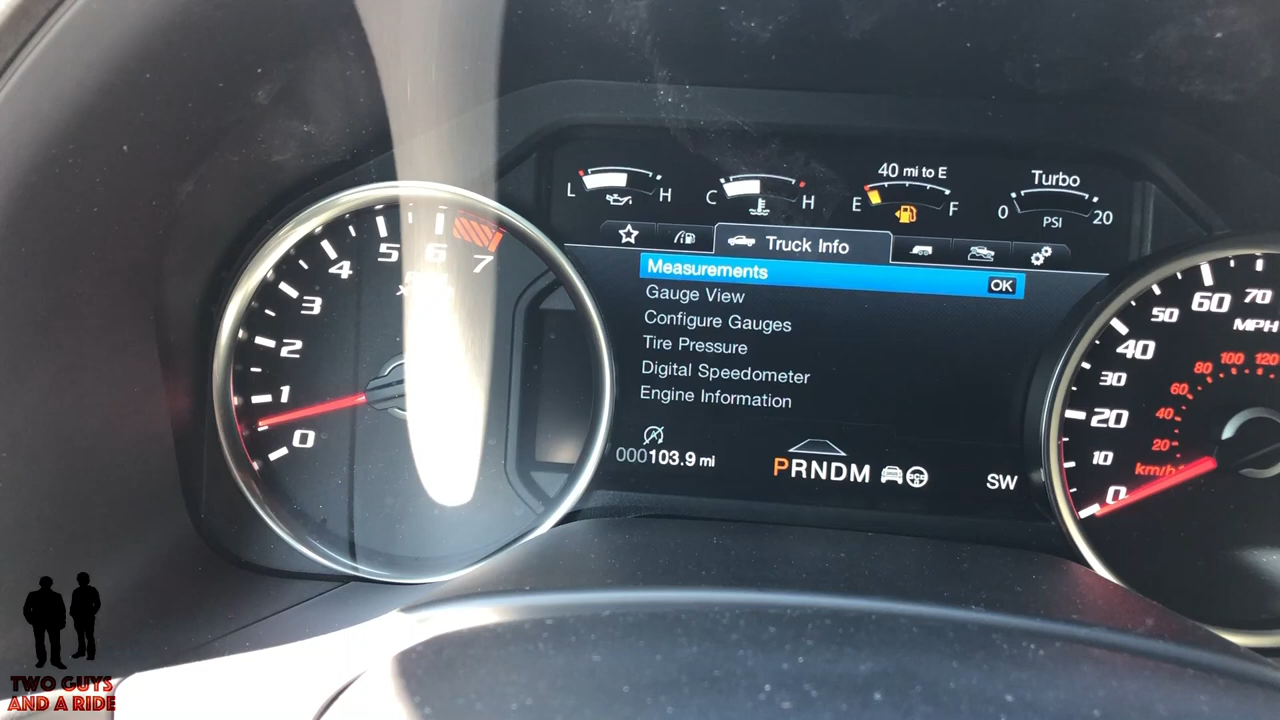 L H
C H
40 mi to E
E F
Turbo
0 PSI 20
Truck Info
Measurements OK
Gauge View
Configure Gauges
Tire Pressure
Digital Speedometer
Engine Information
000103.9 mi
PRNDM
SW
0
1
2
3
4
5
6
7
0
10
20
30
40
50
60
70
MPH
20
40
60
80
100
120
km/h
TWO GUYS
AND A RIDE